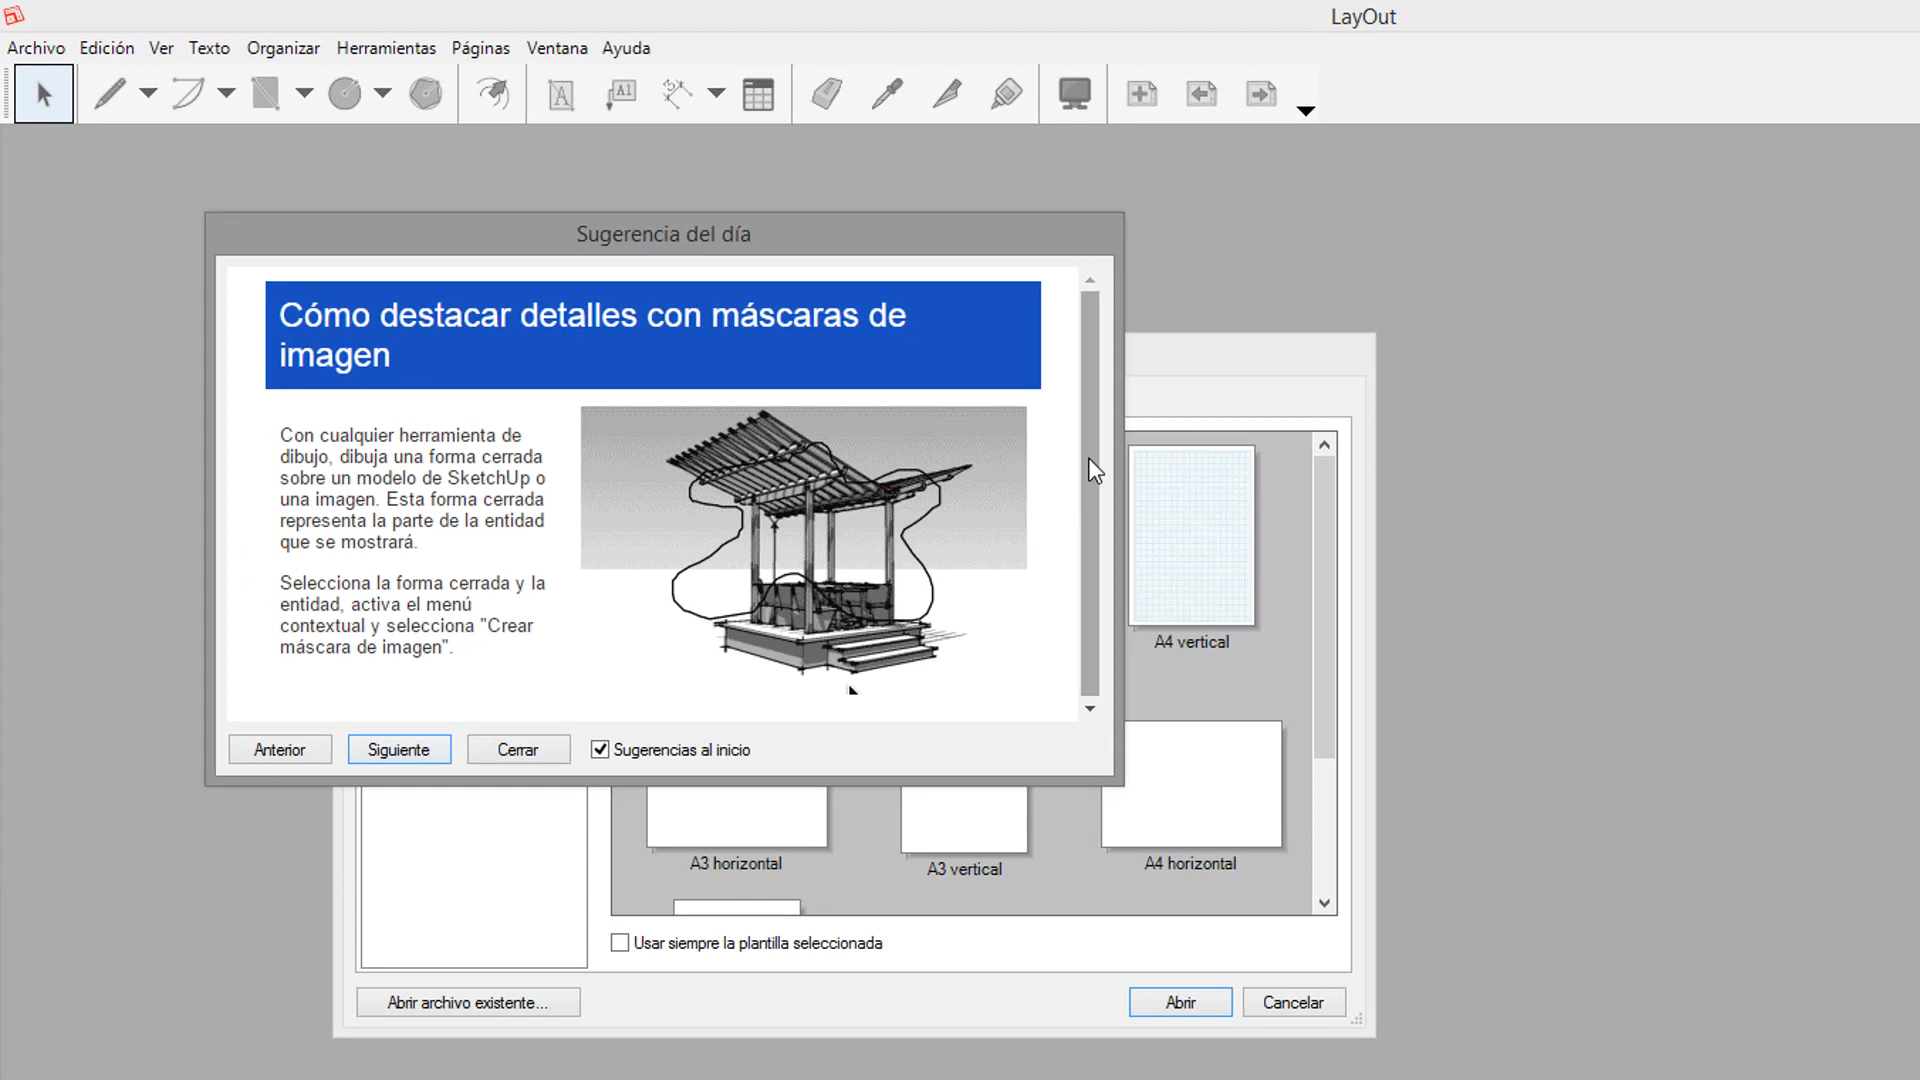 LayOut
Archivo Edición Ver Texto Organizar Herramientas Páginas Ventana Ayuda
A A1
Sugerencia del día
Cómo destacar detalles con máscaras de
imagen
Con cualquier herramienta de
dibujo, dibuja una forma cerrada
sobre un modelo de SketchUp o
una imagen. Esta forma cerrada
representa la parte de la entidad
que se mostrará.
Selecciona la forma cerrada y la
entidad, activa el menú
contextual y selecciona "Crear
máscara de imagen".
Anterior Siguiente Cerrar Sugerencias al inicio
A4 vertical
A3 horizontal A3 vertical A4 horizontal
Usar siempre la plantilla seleccionada
Abrir archivo existente... Abrir Cancelar